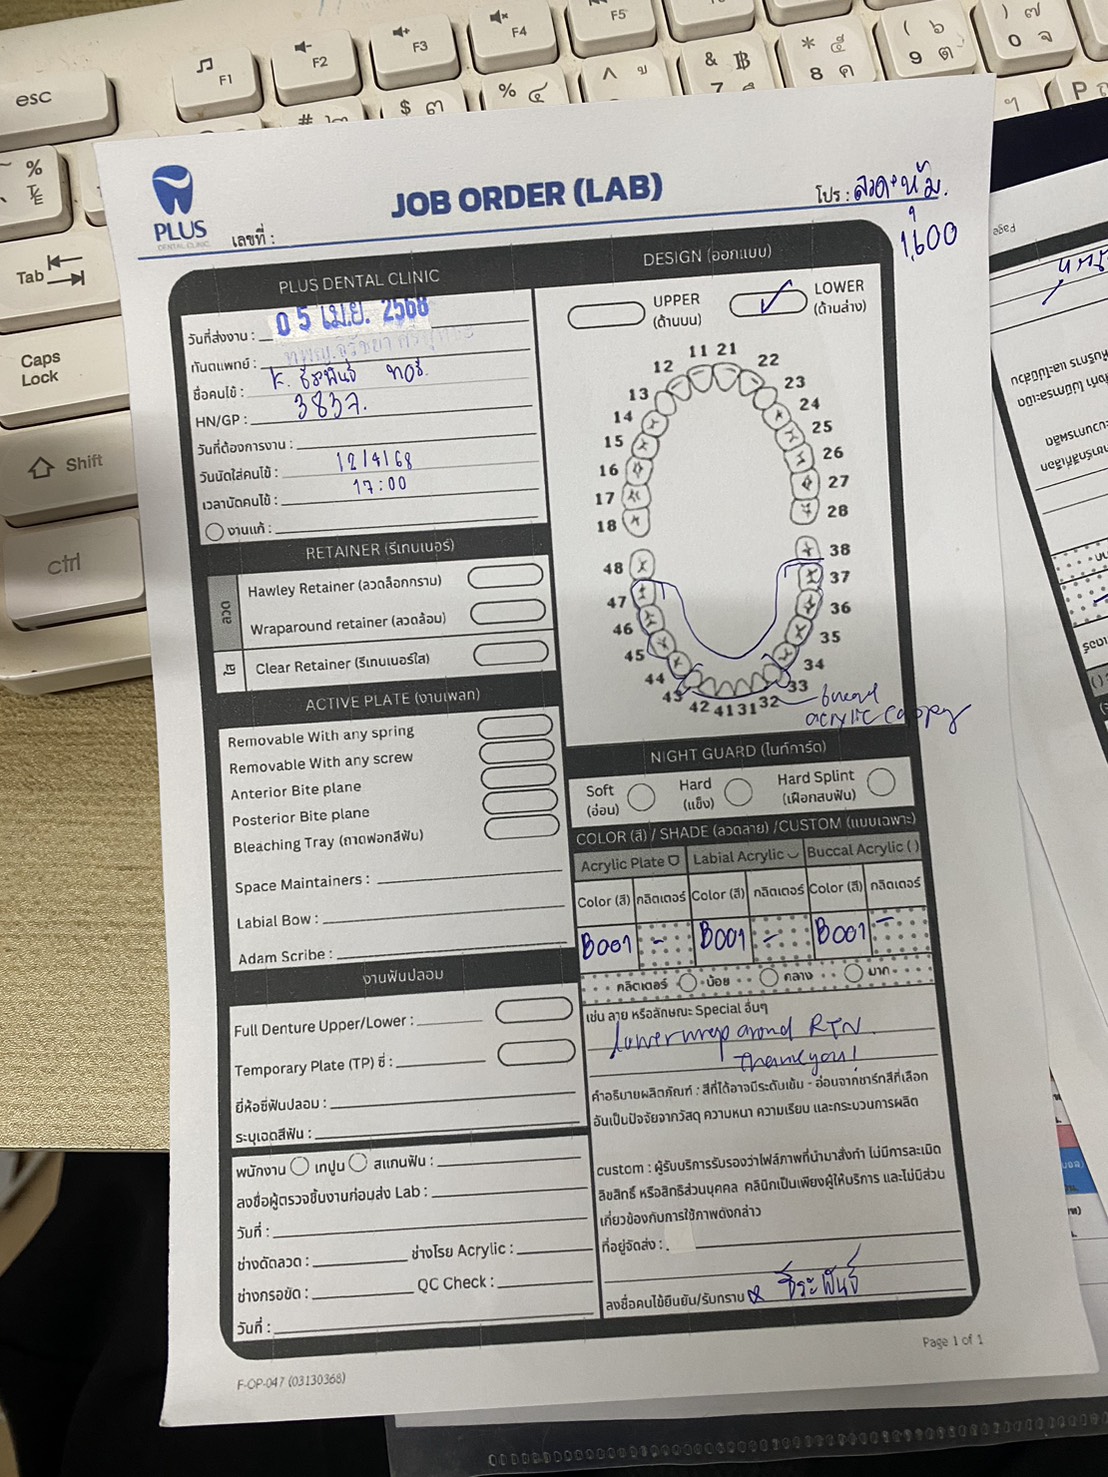 esc
F1
F2
F3
F4
F5
Tab
Caps Lock
Shift
ctrl
PLUS
DENTAL CLINIC
JOB ORDER (LAB)
เลขที่ :
โปร : ลวด+หุ้ม.
1,600
PLUS DENTAL CLINIC
วันที่ส่งงาน : 05 เม.ย. 2568
ทันตแพทย์ :
ชื่อคนไข้ : K. ธีระพันธ์
HN/GP : 3837.
วันที่ต้องการงาน :
วันนัดใส่คนไข้ : 12/4/68
เวลานัดคนไข้ : 17:00
งานแก้ :
RETAINER (รีเทนเนอร์)
ลวด
Hawley Retainer (ลวดล็อกกราม)
Wraparound retainer (ลวดล้อม)
ใส
Clear Retainer (รีเทนเนอร์ใส)
ACTIVE PLATE (งานเพลท)
Removable With any spring
Removable With any screw
Anterior Bite plane
Posterior Bite plane
Bleaching Tray (ถาดฟอกสีฟัน)
Space Maintainers :
Labial Bow :
Adam Scribe :
งานฟันปลอม
Full Denture Upper/Lower :
Temporary Plate (TP) ซี่ :
ยี่ห้อซี่ฟันปลอม :
ระบุเฉดสีฟัน :
พนักงาน เทปูน สแกนฟัน :
ลงชื่อผู้ตรวจชิ้นงานก่อนส่ง Lab :
วันที่ :
ช่างดัดลวด : ช่างโรย Acrylic :
ช่างกรอขัด : QC Check :
วันที่ :
DESIGN (ออกแบบ)
UPPER (ด้านบน)
LOWER (ด้านล่าง)
11 21
12 22
13 23
14 24
15 25
16 26
17 27
18 28
48 38
47 37
46 36
45 35
44 34
43 33
42 41 31 32
buccal
acrylic cappy
NIGHT GUARD (ไนท์การ์ด)
Soft (อ่อน)
Hard (แข็ง)
Hard Splint (เฝือกสบฟัน)
COLOR (สี) / SHADE (ลวดลาย) /CUSTOM (แบบเฉพาะ)
Acrylic Plate Labial Acrylic Buccal Acrylic ( )
Color (สี) กลิตเตอร์ Color (สี) กลิตเตอร์ Color (สี) กลิตเตอร์
B001 - B001 - B001 -
กลิตเตอร์ น้อย กลาง มาก
เช่น ลาย หรือลักษณะ Special อื่นๆ
Lower wrap around RTN.
Thank you!
คำอธิบายผลิตภัณฑ์ : สีที่ได้อาจมีระดับเข้ม - อ่อนจากชาร์ทสีที่เลือก
อันเป็นปัจจัยจากวัสดุ ความหนา ความเรียบ และกระบวนการผลิต
custom : ผู้รับบริการรับรองว่าไฟล์ภาพที่นำมาสั่งทำ ไม่มีการละเมิด
ลิขสิทธิ์ หรือสิทธิส่วนบุคคล คลินิกเป็นเพียงผู้ให้บริการ และไม่มีส่วน
เกี่ยวข้องกับการใช้ภาพดังกล่าว
ที่อยู่จัดส่ง :
ลงชื่อคนไข้ยืนยัน/รับทราบ ธีระพันธ์
Page 1 of 1
F-OP-047 (03130368)